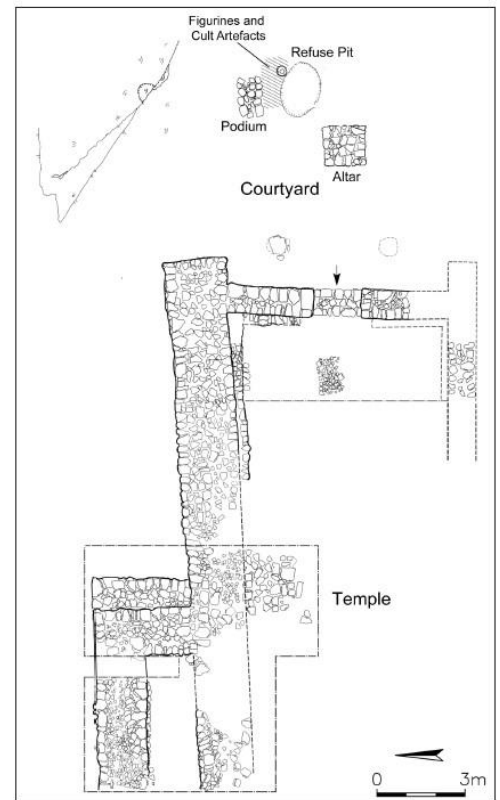 Figurines and
Cult Artefacts
Refuse Pit
Podium
Altar
Courtyard
Temple
0 3m